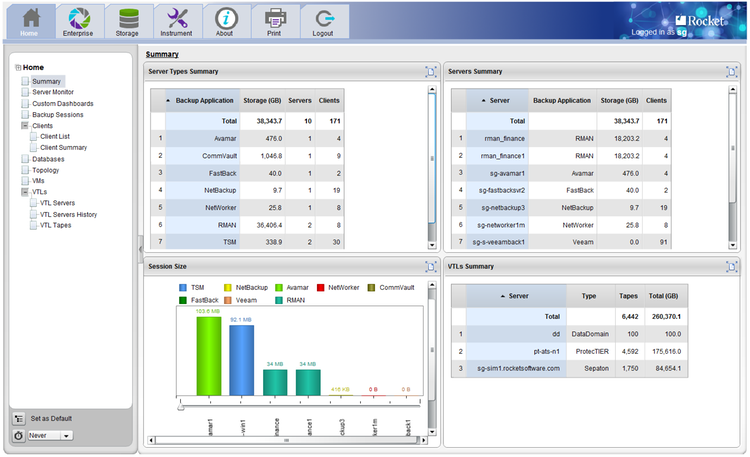 Home Enterprise Storage Instrument About Print Logout
Rocket
Logged in as sg
Home
Summary
Server Monitor
Custom Dashboards
Backup Sessions
Clients
Client List
Client Summary
Databases
Topology
VMs
VTLs
VTL Servers
VTL Servers History
VTL Tapes
Set as Default
Never
Summary
Server Types Summary
Backup Application Storage (GB) Servers Clients
Total 38,343.7 10 171
1 Avamar 476.0 1 4
2 CommVault 1,046.8 1 9
3 FastBack 40.0 1 2
4 NetBackup 9.7 1 19
5 NetWorker 25.8 1 8
6 RMAN 36,406.4 2 8
7 TSM 338.9 2 30
Servers Summary
Server Backup Application Storage (GB) Clients
Total 38,343.7 171
1 rman_finance RMAN 18,203.2 4
2 rman_finance1 RMAN 18,203.2 4
3 sg-avamar1 Avamar 476.0 4
4 sg-fastbacksvr2 FastBack 40.0 2
5 sg-netbackup3 NetBackup 9.7 19
6 sg-networker1m NetWorker 25.8 8
7 sg-s-veeamback1 Veeam 0.0 91
Session Size
TSM NetBackup Avamar NetWorker CommVault
FastBack Veeam RMAN
103.6 MB 92.1 MB 34 MB 34 MB 416 KB 0 B 0 B
amar1 -win1 inance ance1 ckup3 ker1m back1
VTLs Summary
Server Type Tapes Total (GB)
Total 6,442 260,370.1
1 dd DataDomain 100 100.0
2 pt-ats-n1 ProtecTIER 4,592 175,616.0
3 sg-sim1.rocketsoftware.com Sepaton 1,750 84,654.1